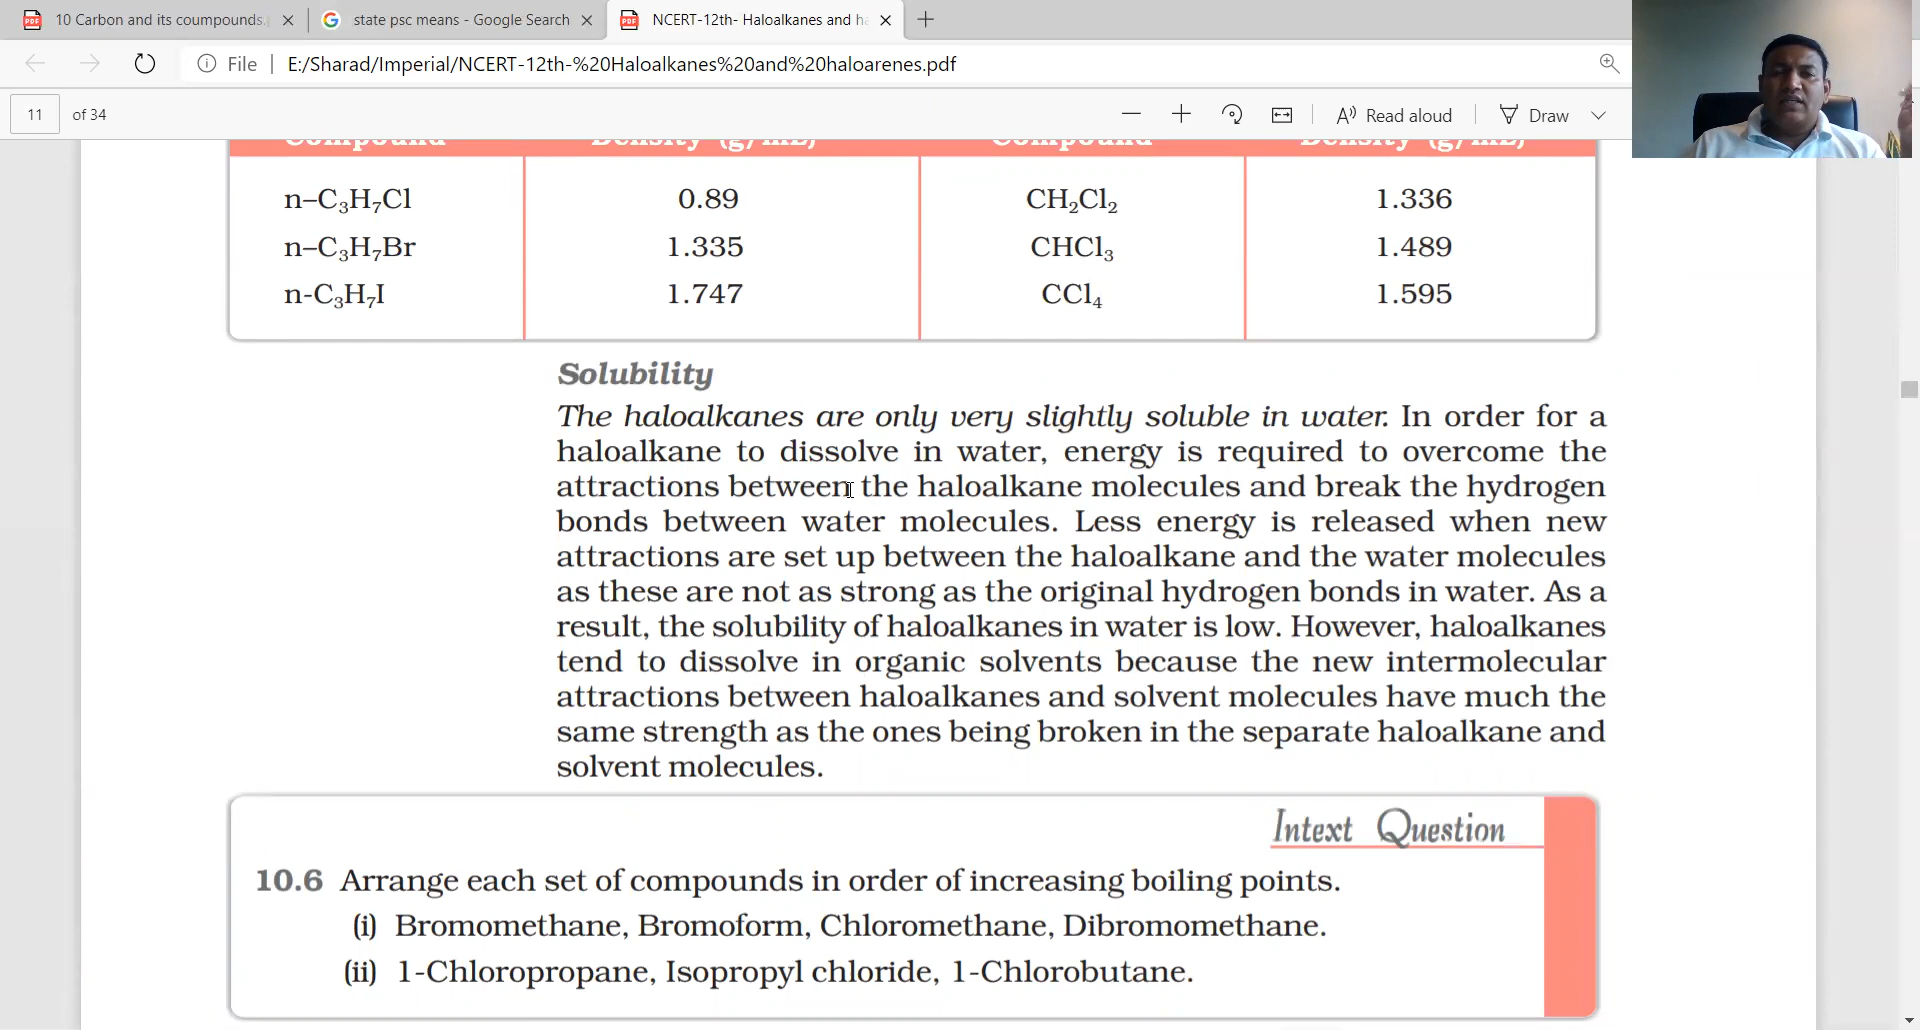 10 Carbon and its coumpounds.
state psc means - Google Search
NCERT-12th- Haloalkanes and ha
File
E:/Sharad/Imperial/NCERT-12th-%20Haloalkanes%20and%20haloarenes.pdf
11 of 34
Read aloud
Draw
Compound Density (g/mL) Compound Density (g/mL)
n–C₃H₇Cl 0.89 CH₂Cl₂ 1.336
n–C₃H₇Br 1.335 CHCl₃ 1.489
n-C₃H₇I 1.747 CCl₄ 1.595
Solubility
The haloalkanes are only very slightly soluble in water. In order for a
haloalkane to dissolve in water, energy is required to overcome the
attractions between the haloalkane molecules and break the hydrogen
bonds between water molecules. Less energy is released when new
attractions are set up between the haloalkane and the water molecules
as these are not as strong as the original hydrogen bonds in water. As a
result, the solubility of haloalkanes in water is low. However, haloalkanes
tend to dissolve in organic solvents because the new intermolecular
attractions between haloalkanes and solvent molecules have much the
same strength as the ones being broken in the separate haloalkane and
solvent molecules.
Intext Question
10.6 Arrange each set of compounds in order of increasing boiling points.
(i) Bromomethane, Bromoform, Chloromethane, Dibromomethane.
(ii) 1-Chloropropane, Isopropyl chloride, 1-Chlorobutane.